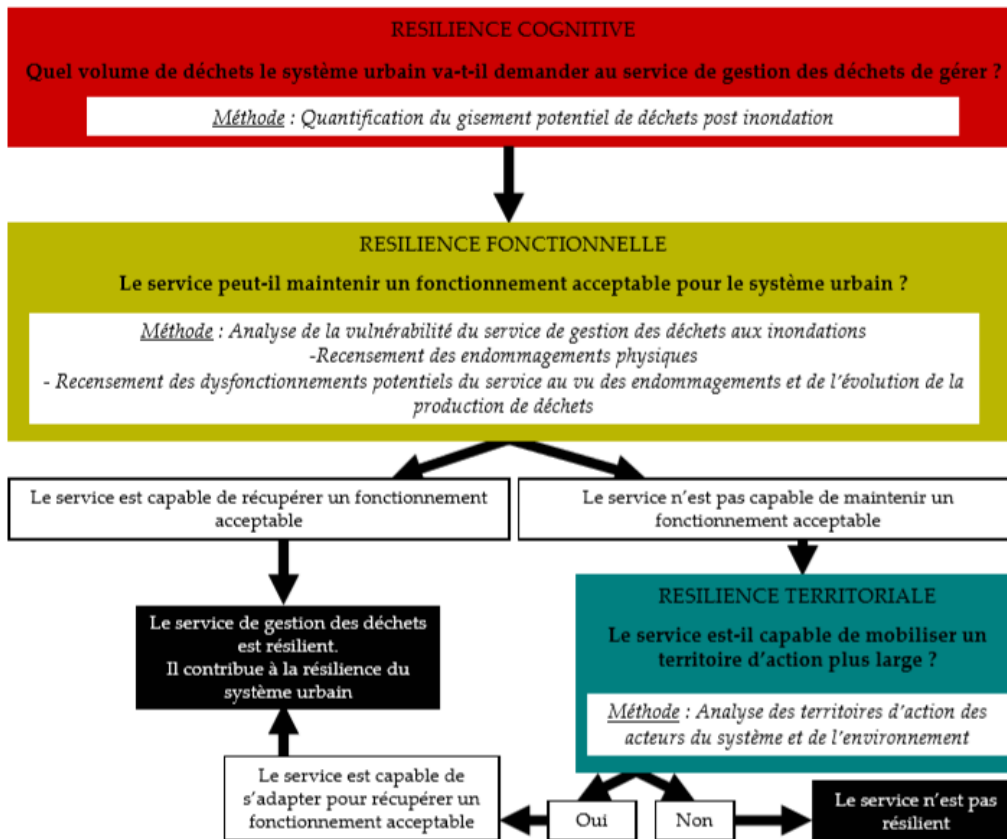 RESILIENCE COGNITIVE
Quel volume de déchets le système urbain va-t-il demander au service de gestion des déchets de gérer ?
Méthode : Quantification du gisement potentiel de déchets post inondation
RESILIENCE FONCTIONNELLE
Le service peut-il maintenir un fonctionnement acceptable pour le système urbain ?
Méthode : Analyse de la vulnérabilité du service de gestion des déchets aux inondations
-Recensement des endommagements physiques
- Recensement des dysfonctionnements potentiels du service au vu des endommagements et de l'évolution de la
production de déchets
Le service est capable de récupérer un fonctionnement
acceptable
Le service n'est pas capable de maintenir un
fonctionnement acceptable
Le service de gestion des déchets
est résilient.
Il contribue à la résilience du
système urbain
RESILIENCE TERRITORIALE
Le service est-il capable de mobiliser un
territoire d'action plus large ?
Méthode : Analyse des territoires d'action des
acteurs du système et de l'environnement
Le service est capable de
s'adapter pour récupérer un
fonctionnement acceptable
Oui
Non
Le service n'est pas
résilient